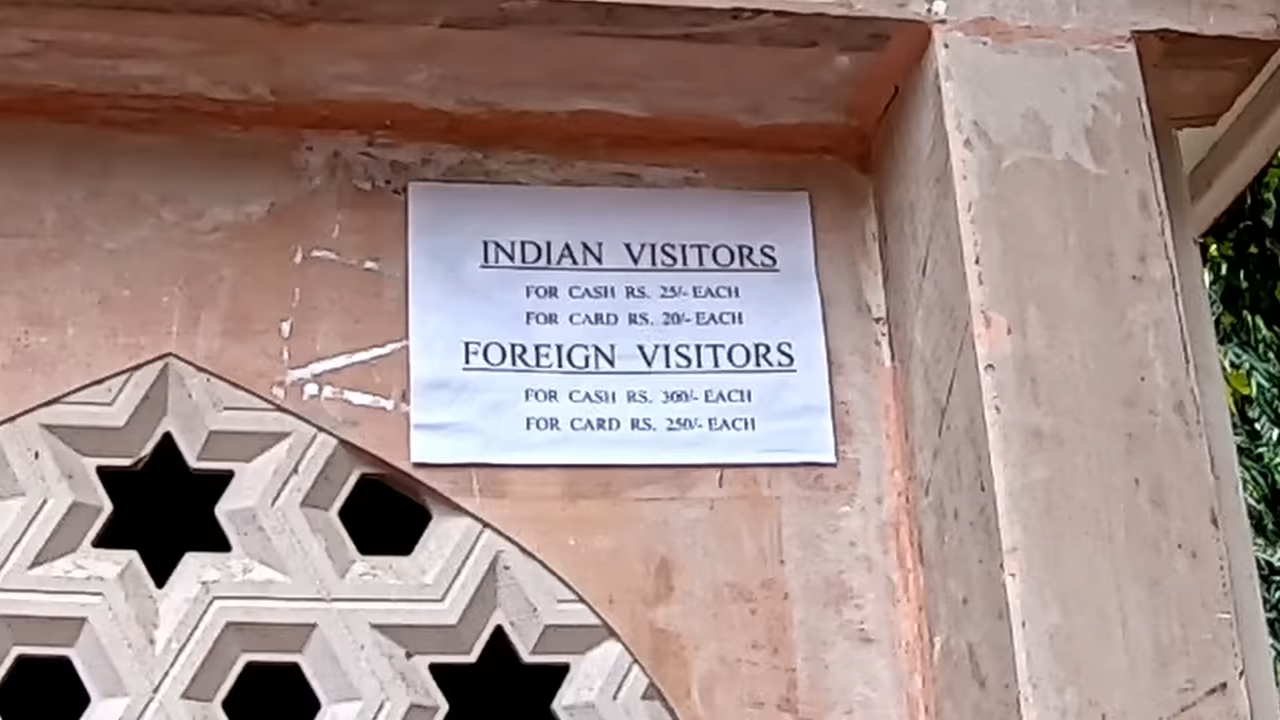 INDIAN VISITORS
FOR CASH RS. 25/- EACH
FOR CARD RS. 20/- EACH
FOREIGN VISITORS
FOR CASH RS. 300/- EACH
FOR CARD RS. 250/- EACH